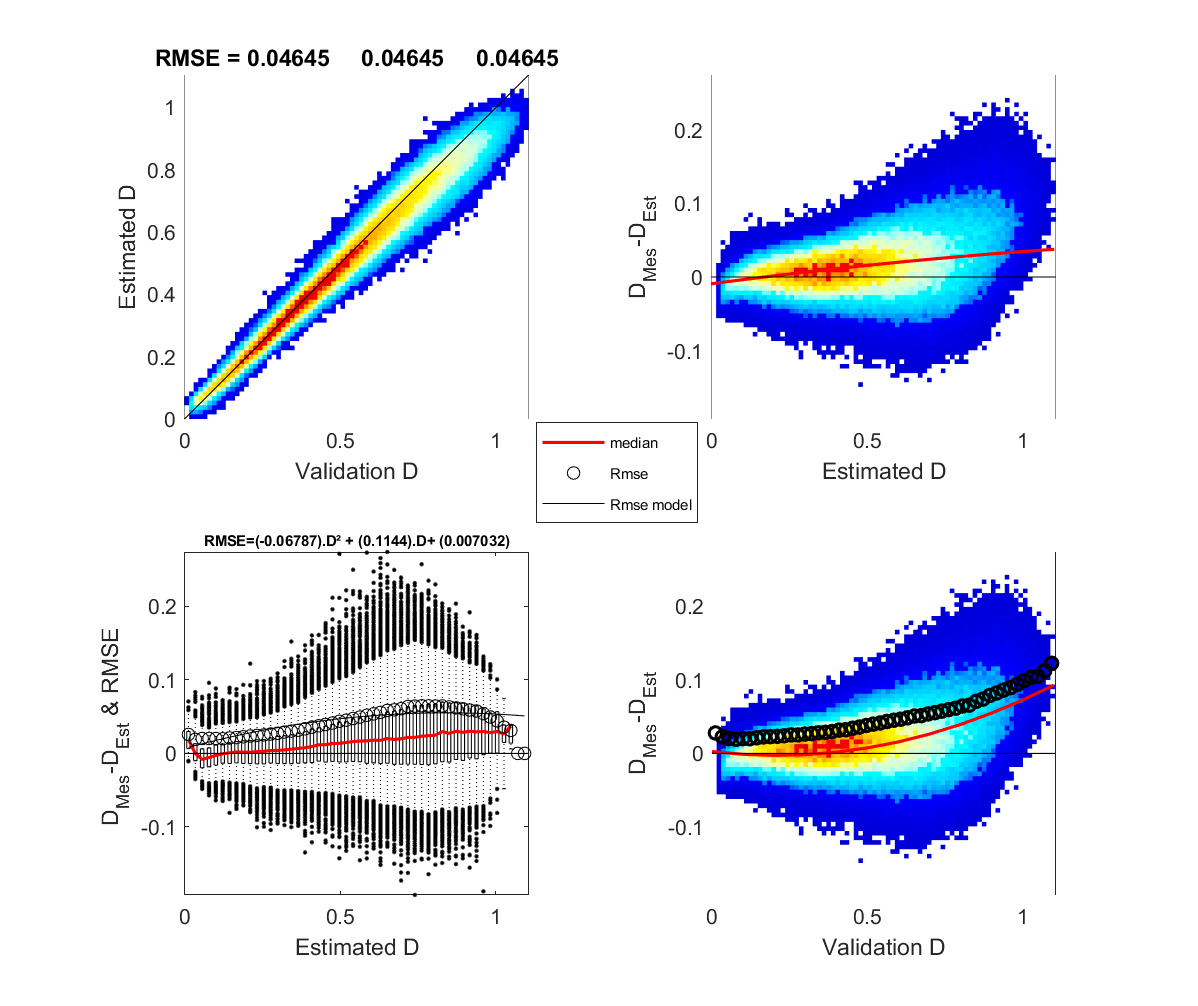 RMSE = 0.04645 0.04645 0.04645
1
0.8
0.6
0.4
0.2
0
Estimated D
0 0.5 1
Validation D
0.2
0.1
0
-0.1
D_Mes-D_Est
0 0.5 1
Estimated D
median
Rmse
Rmse model
RMSE=(-0.06787).D² + (0.1144).D+ (0.007032)
0.2
0.1
0
-0.1
D_Mes-D_Est & RMSE
0 0.5 1
Estimated D
0.2
0.1
0
-0.1
D_Mes-D_Est
0 0.5 1
Validation D